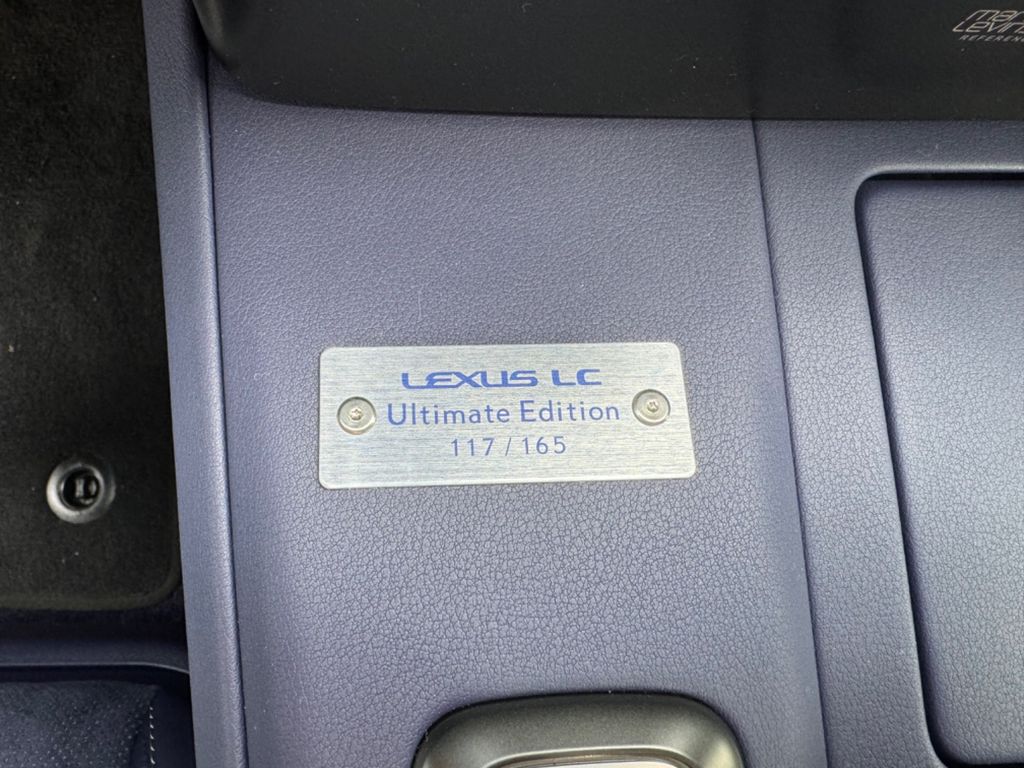 LEXUS LC
Ultimate Edition
117 / 165